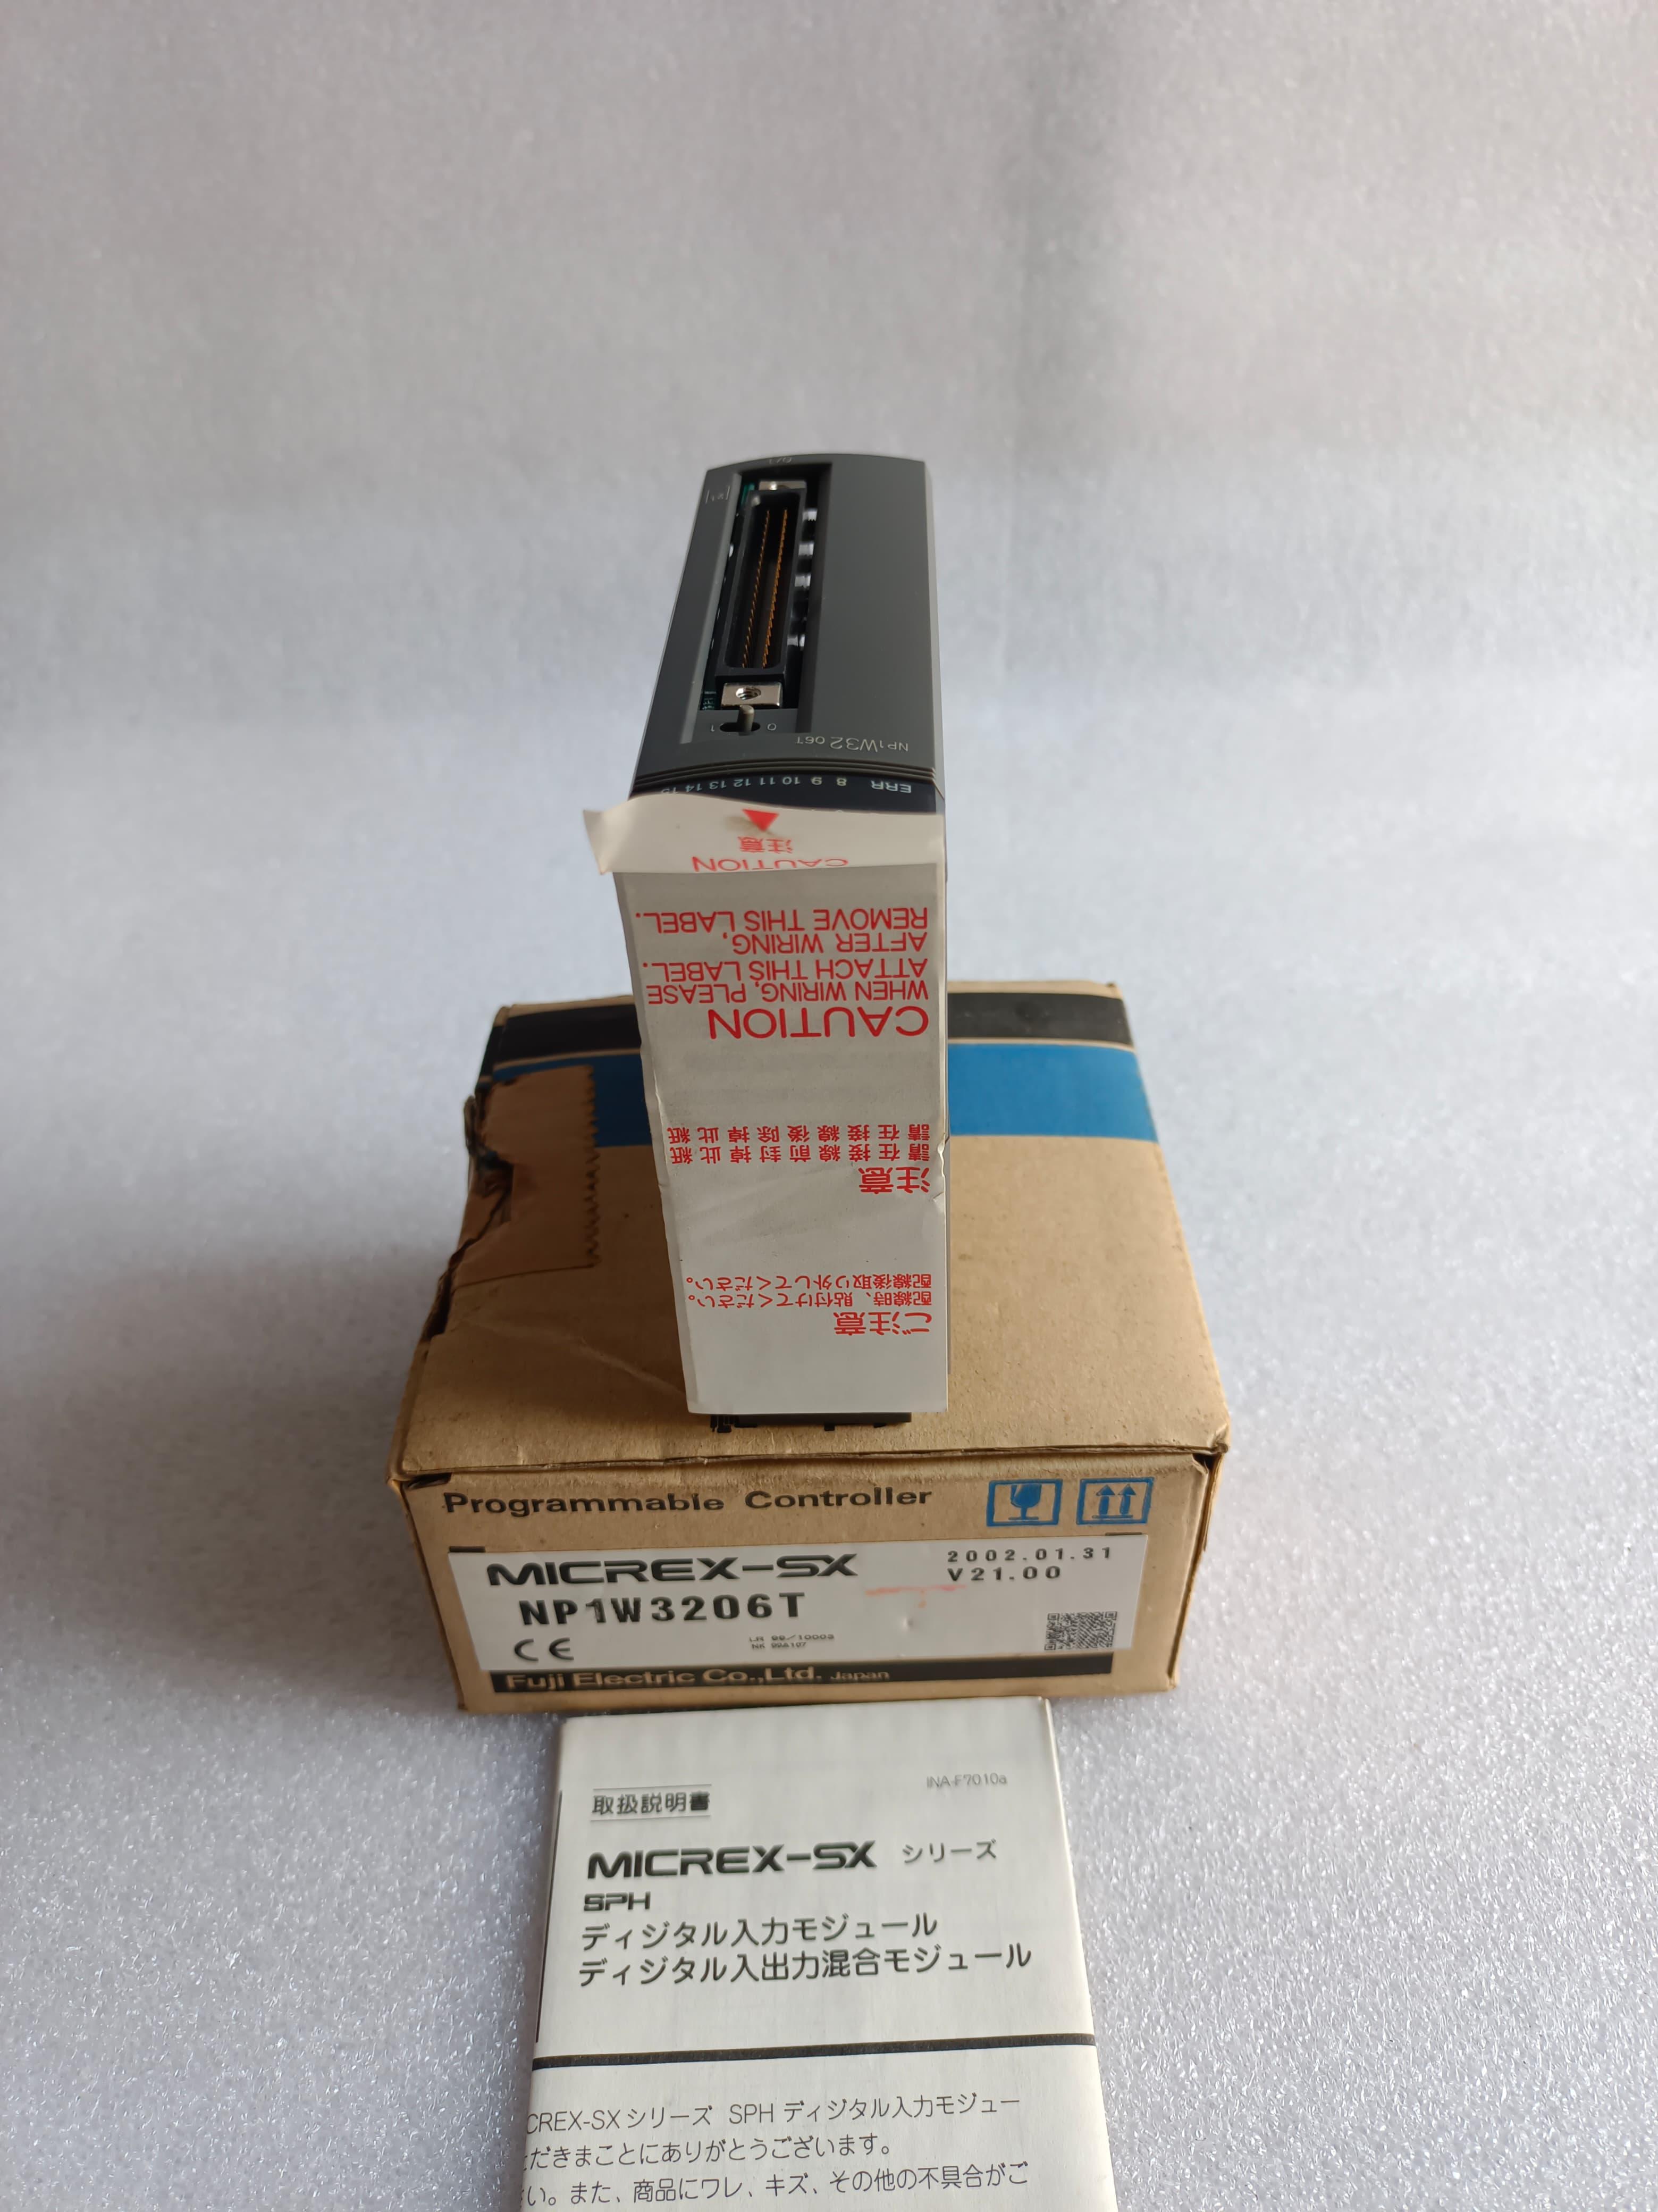 0 1
NP1W3206T
ERR 8 9 10 11 12 13 14 15
注意
CAUTION
ご注意
配線時、貼付けてください。
配線後取り外してください。
注意
請在接線前封掉此紙
請在接線後除掉此紙
CAUTION
WHEN WIRING, PLEASE
ATTACH THIS LABEL.
AFTER WIRING,
REMOVE THIS LABEL.
Programmable Controller
MICREX-SX
2002.01.31
V21.00
NP1W3206T
CE
Fuji Electric Co.,Ltd. Japan
INA-F7010a
取扱説明書
MICREX-SX シリーズ
SPH
ディジタル入力モジュール
ディジタル入出力混合モジュール
CREX-SXシリーズ SPH ディジタル入力モジュー
ただきまことにありがとうございます。
い。また、商品にワレ、キズ、その他の不具合がご